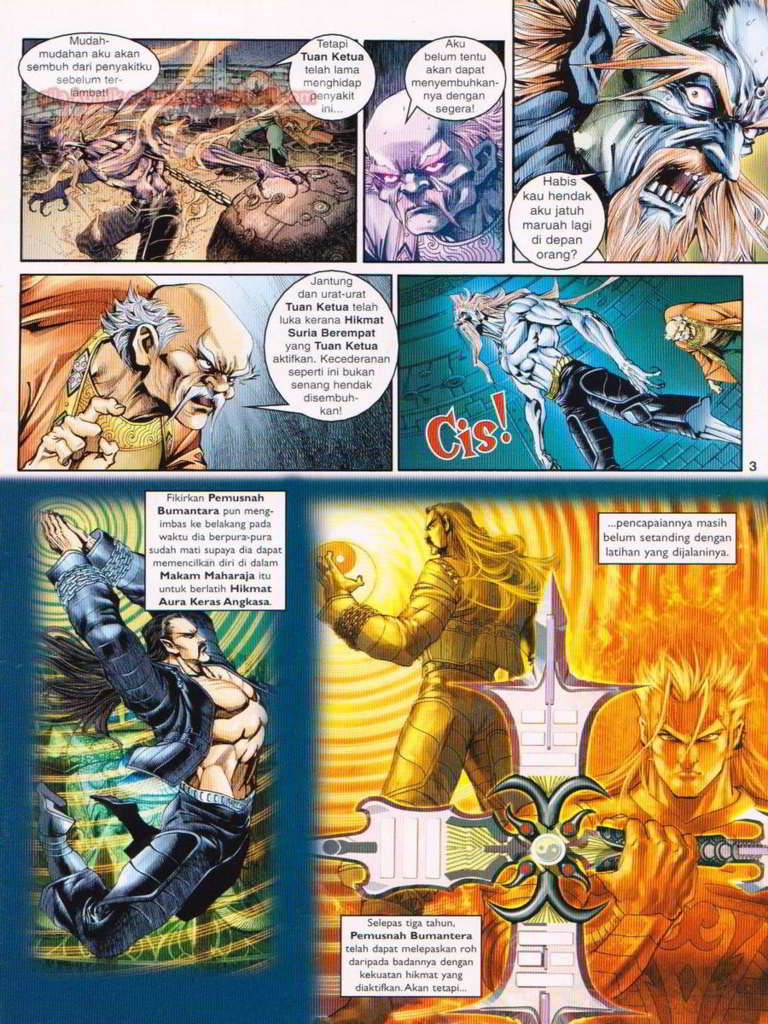 Mudah-
mudahan aku akan
sembuh dari penyakitku
sebelum ter-
lambat!
Tetapi
Tuan Ketua
telah lama
menghidap
penyakit
ini...
Aku
belum tentu
akan dapat
menyembuhkan-
nya dengan
segera!
Habis
kau hendak
aku jatuh
maruah lagi
di depan
orang?
Jantung
dan urat-urat
Tuan Ketua telah
luka kerana Hikmat
Suria Berempat
yang Tuan Ketua
aktifkan. Kecederaan
seperti ini bukan
senang hendak
disembuh-
kan!
Cis!
3
Fikirkan Pemusnah
Bumantara pun meng-
imbas ke belakang pada
waktu dia berpura-pura
sudah mati supaya dia dapat
memencilkan diri di dalam
Makam Maharaja itu
untuk berlatih Hikmat
Aura Keras Angkasa.
...pencapaiannya masih
belum setanding dengan
latihan yang dijalaninya.
Selepas tiga tahun,
Pemusnah Bumantera
telah dapat melepaskan roh
daripada badannya dengan
kekuatan hikmat yang
diaktifkan. Akan tetapi...